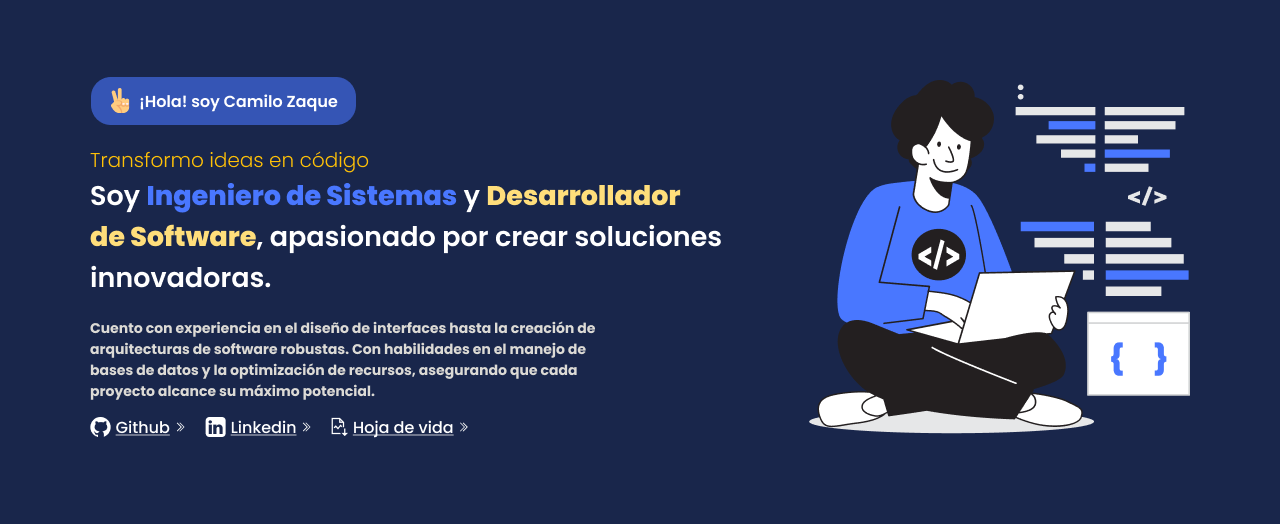 ¡Hola! soy Camilo Zaque
Transformo ideas en código
Soy Ingeniero de Sistemas y Desarrollador
de Software, apasionado por crear soluciones
innovadoras.
Cuento con experiencia en el diseño de interfaces hasta la creación de
arquitecturas de software robustas. Con habilidades en el manejo de
bases de datos y la optimización de recursos, asegurando que cada
proyecto alcance su máximo potencial.
Github
Linkedin
Hoja de vida
</>
</>
{ }